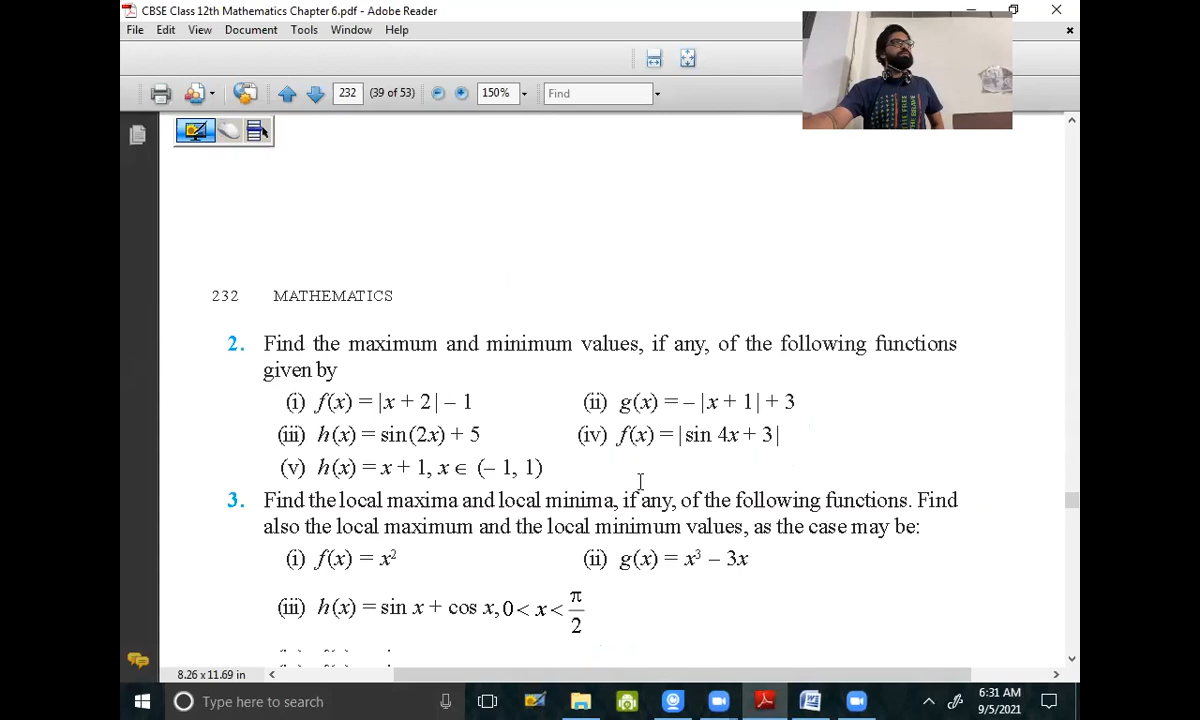 CBSE Class 12th Mathematics Chapter 6.pdf - Adobe Reader
File Edit View Document Tools Window Help
232 (39 of 53) 150% Find
232 MATHEMATICS
2. Find the maximum and minimum values, if any, of the following functions
given by
(i) f(x) = |x + 2| – 1 (ii) g(x) = – |x + 1| + 3
(iii) h(x) = sin(2x) + 5 (iv) f(x) = |sin 4x + 3|
(v) h(x) = x + 1, x ∈ (– 1, 1)
3. Find the local maxima and local minima, if any, of the following functions. Find
also the local maximum and the local minimum values, as the case may be:
(i) f(x) = x² (ii) g(x) = x³ – 3x
(iii) h(x) = sin x + cos x, 0 < x < π/2
8.26 x 11.69 in
Type here to search
6:31 AM
9/5/2021